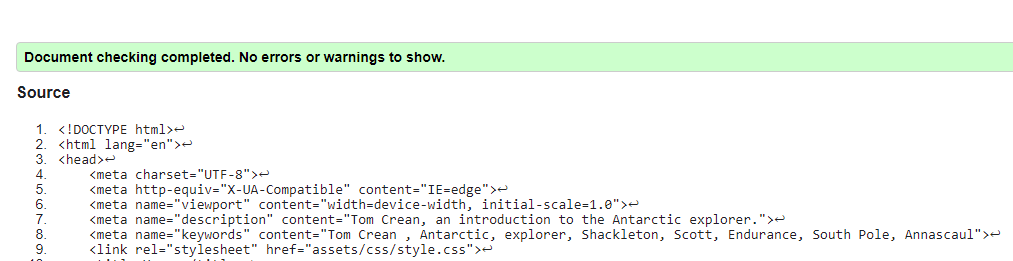 Document checking completed. No errors or warnings to show.
Source
1. <!DOCTYPE html>↩
2. <html lang="en">↩
3. <head>↩
4. <meta charset="UTF-8">↩
5. <meta http-equiv="X-UA-Compatible" content="IE=edge">↩
6. <meta name="viewport" content="width=device-width, initial-scale=1.0">↩
7. <meta name="description" content="Tom Crean, an introduction to the Antarctic explorer.">↩
8. <meta name="keywords" content="Tom Crean , Antarctic, explorer, Shackleton, Scott, Endurance, South Pole, Annascaul">↩
9. <link rel="stylesheet" href="assets/css/style.css">↩